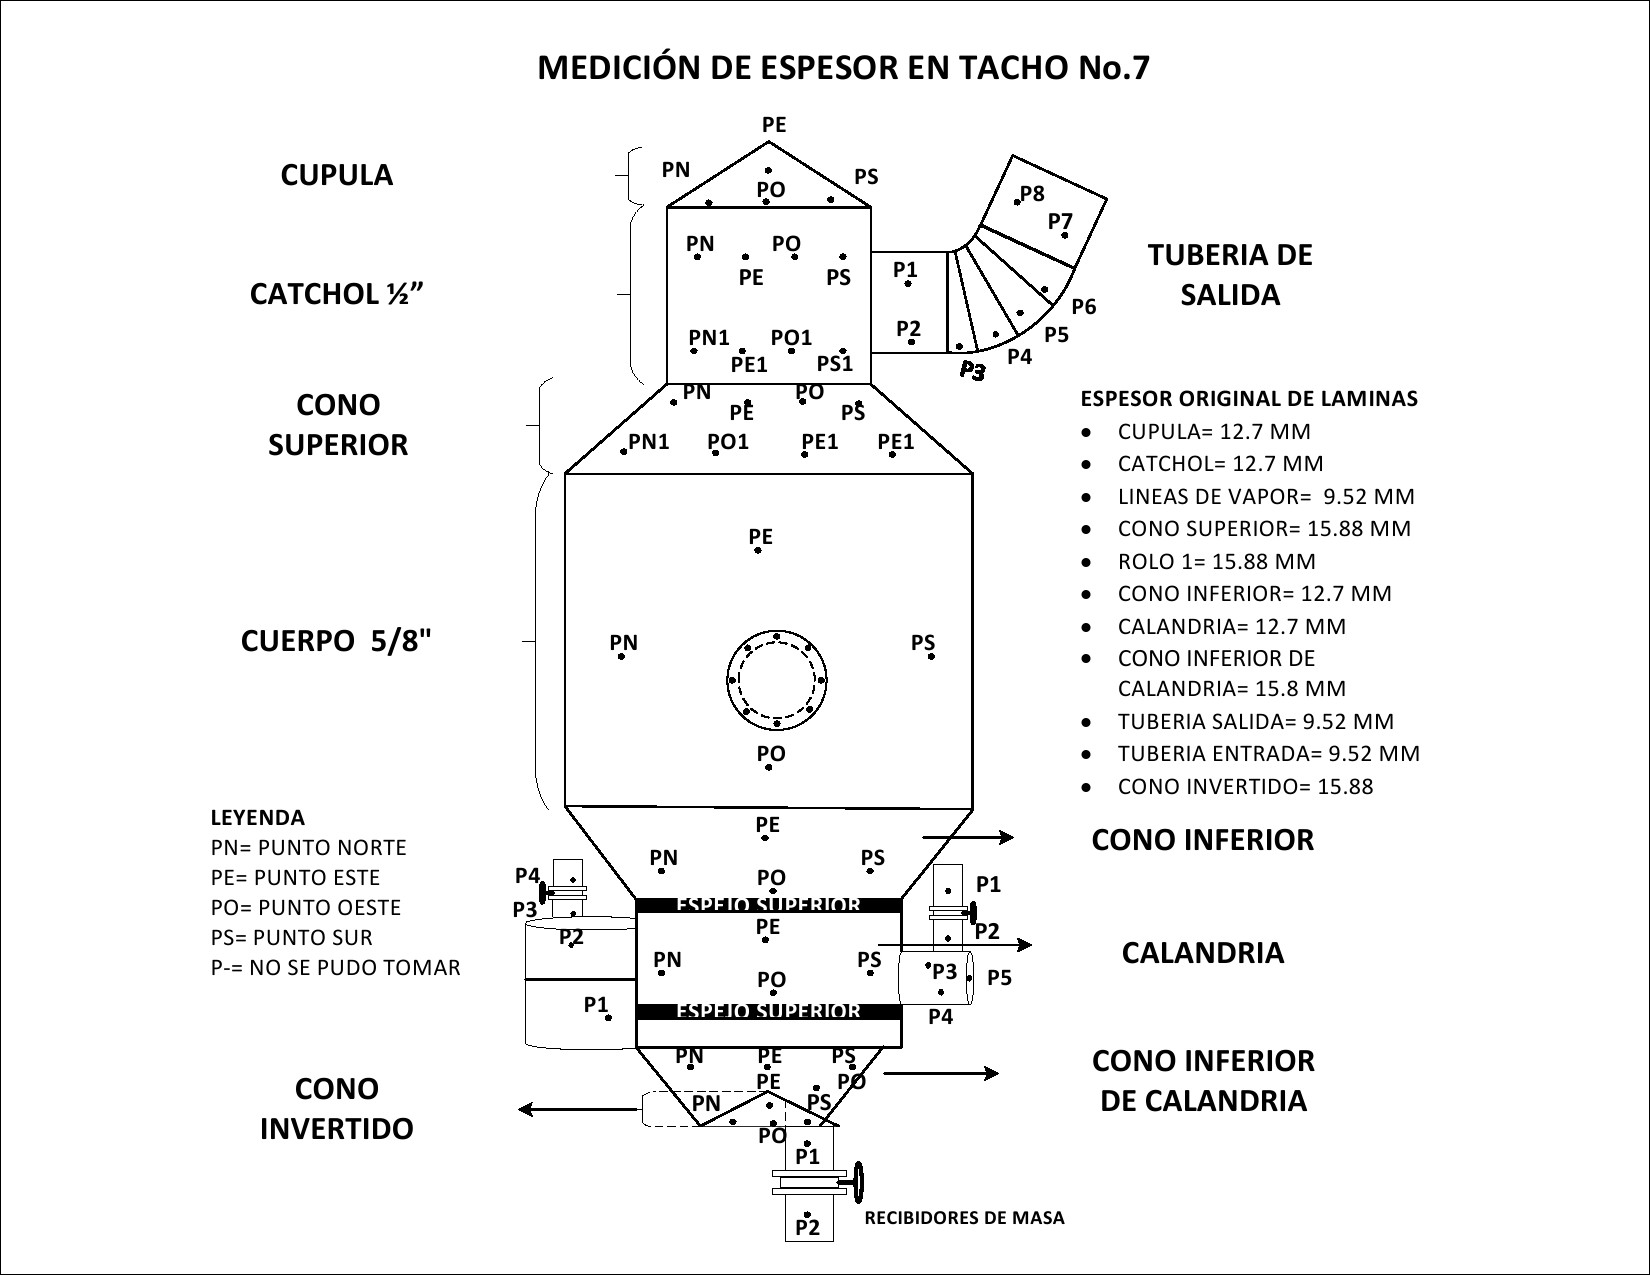 MEDICIÓN DE ESPESOR EN TACHO No.7
PE
PN
PS
PO
CUPULA
P8
P7
PN
PO
PE
PS
P1
TUBERIA DE
SALIDA
CATCHOL ½”
P6
P2
P5
PN1
PO1
PE1
PS1
P4
P3
PN
PO
PE
PS
CONO
SUPERIOR
PN1
PO1
PE1
PE1
ESPESOR ORIGINAL DE LAMINAS
• CUPULA= 12.7 MM
• CATCHOL= 12.7 MM
• LINEAS DE VAPOR= 9.52 MM
• CONO SUPERIOR= 15.88 MM
• ROLO 1= 15.88 MM
• CONO INFERIOR= 12.7 MM
• CALANDRIA= 12.7 MM
• CONO INFERIOR DE
CALANDRIA= 15.8 MM
• TUBERIA SALIDA= 9.52 MM
• TUBERIA ENTRADA= 9.52 MM
• CONO INVERTIDO= 15.88
PE
CUERPO 5/8"
PN
PS
PO
LEYENDA
PN= PUNTO NORTE
PE= PUNTO ESTE
PO= PUNTO OESTE
PS= PUNTO SUR
P-= NO SE PUDO TOMAR
PE
CONO INFERIOR
PN
PS
PO
P4
P3
P2
P1
P1
P2
ESPEJO SUPERIOR
PE
PN
PS
PO
CALANDRIA
P3
P5
P4
ESPEJO SUPERIOR
PN
PE
PS
PO
CONO INFERIOR
DE CALANDRIA
PE
PN
PS
PO
CONO
INVERTIDO
P1
P2
RECIBIDORES DE MASA